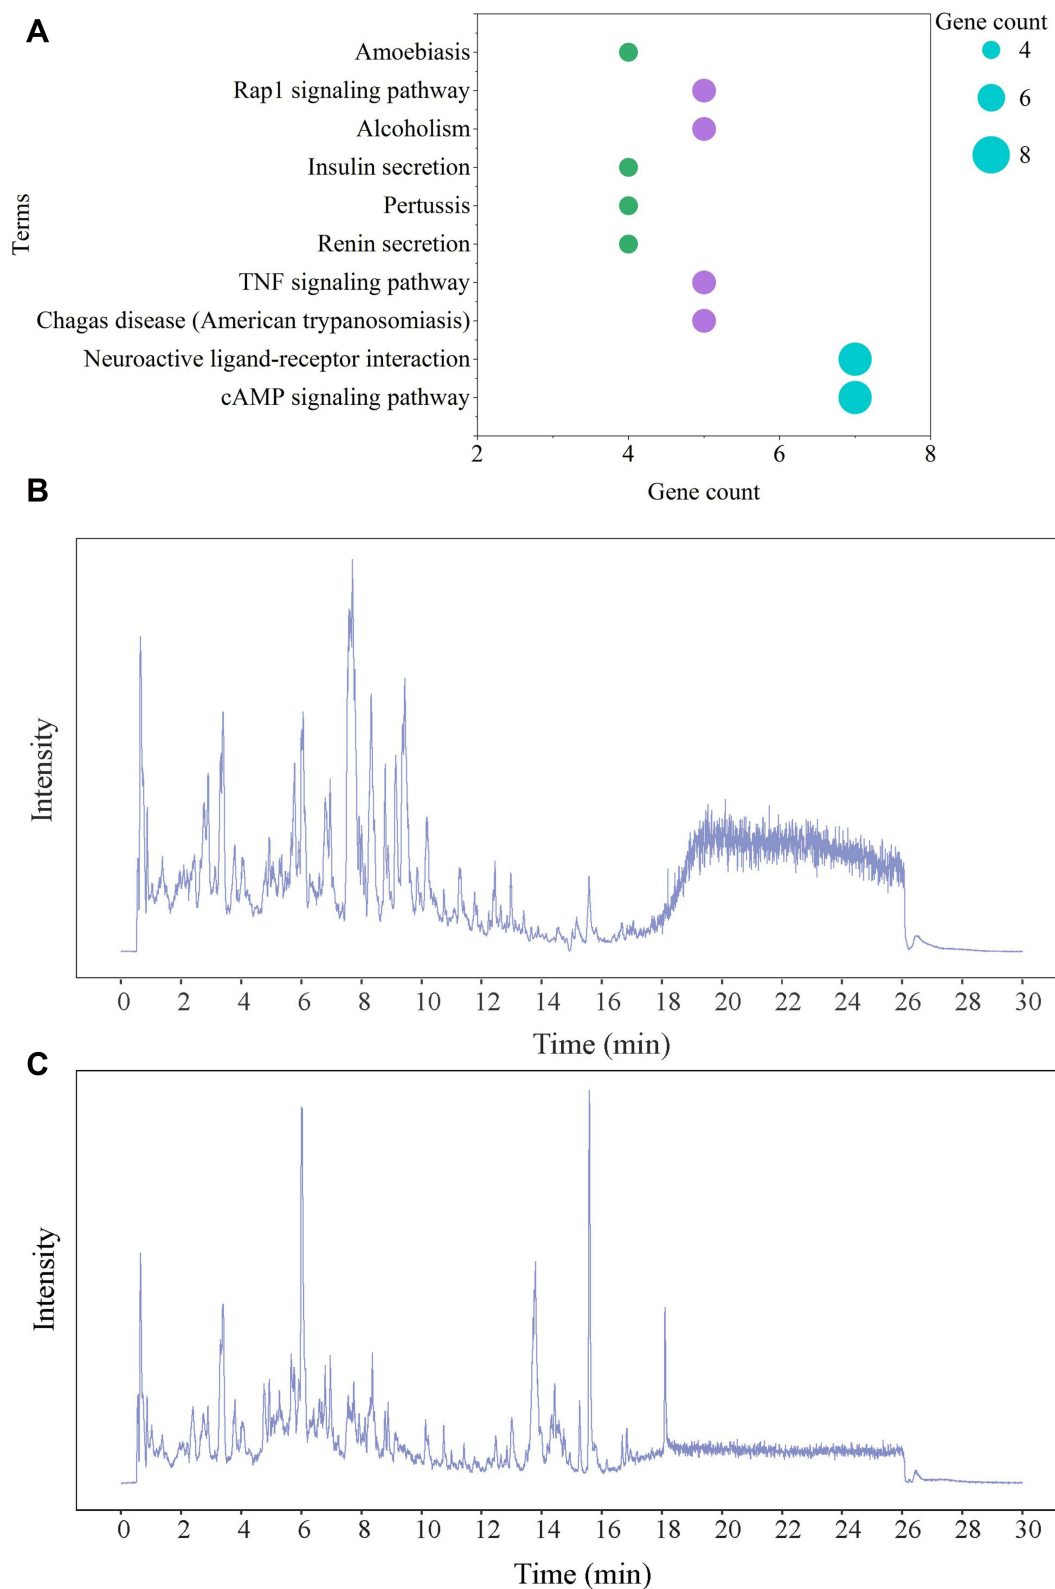 A
Gene count
4
6
8
Terms
Amoebiasis
Rap1 signaling pathway
Alcoholism
Insulin secretion
Pertussis
Renin secretion
TNF signaling pathway
Chagas disease (American trypanosomiasis)
Neuroactive ligand-receptor interaction
cAMP signaling pathway
2 4 6 8
Gene count
B
Intensity
0 2 4 6 8 10 12 14 16 18 20 22 24 26 28 30
Time (min)
C
Intensity
0 2 4 6 8 10 12 14 16 18 20 22 24 26 28 30
Time (min)